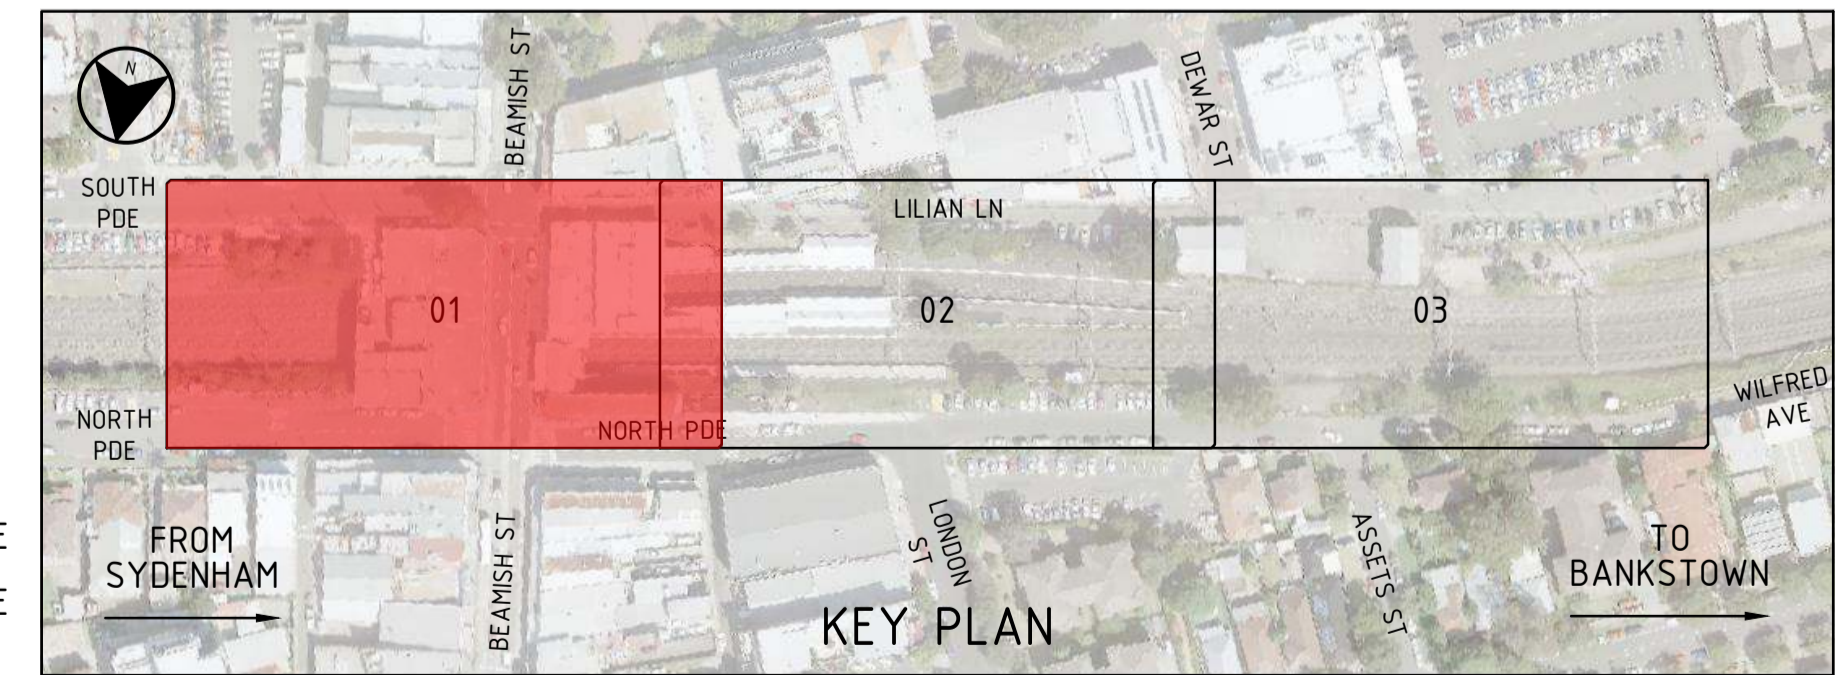 N
BEAMISH ST
DEWAR ST
SOUTH
PDE
LILIAN LN
01
02
03
NORTH
PDE
NORTH PDE
WILFRED
AVE
FROM
SYDENHAM
BEAMISH ST
LONDON
ST
ASSETS ST
TO
BANKSTOWN
KEY PLAN
E
E